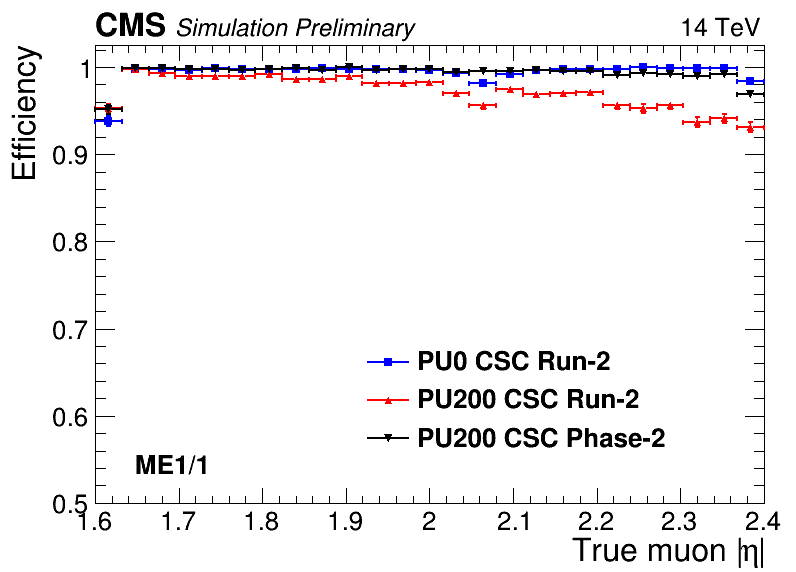 CMS Simulation Preliminary 14 TeV
Efficiency
1
0.9
0.8
0.7
0.6
0.5
PU0 CSC Run-2
PU200 CSC Run-2
PU200 CSC Phase-2
ME1/1
1.6 1.7 1.8 1.9 2 2.1 2.2 2.3 2.4
True muon |η|